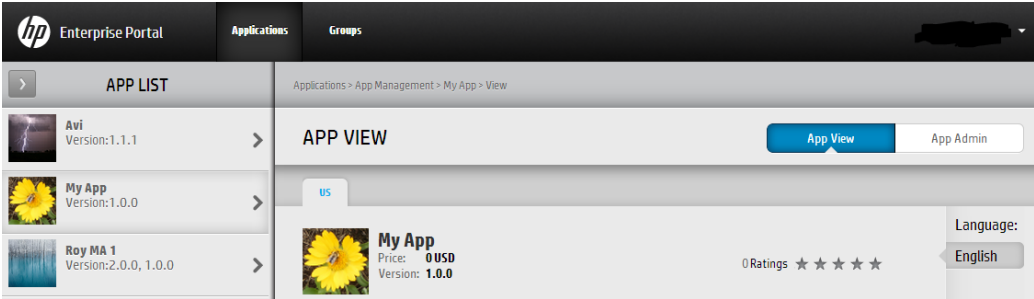 hp Enterprise Portal
Applications
Groups
APP LIST
Applications > App Management > My App > View
Avi
Version:1.1.1
My App
Version:1.0.0
Roy MA 1
Version:2.0.0, 1.0.0
APP VIEW
App View
App Admin
US
My App
Price: 0 USD
Version: 1.0.0
0 Ratings
Language:
English